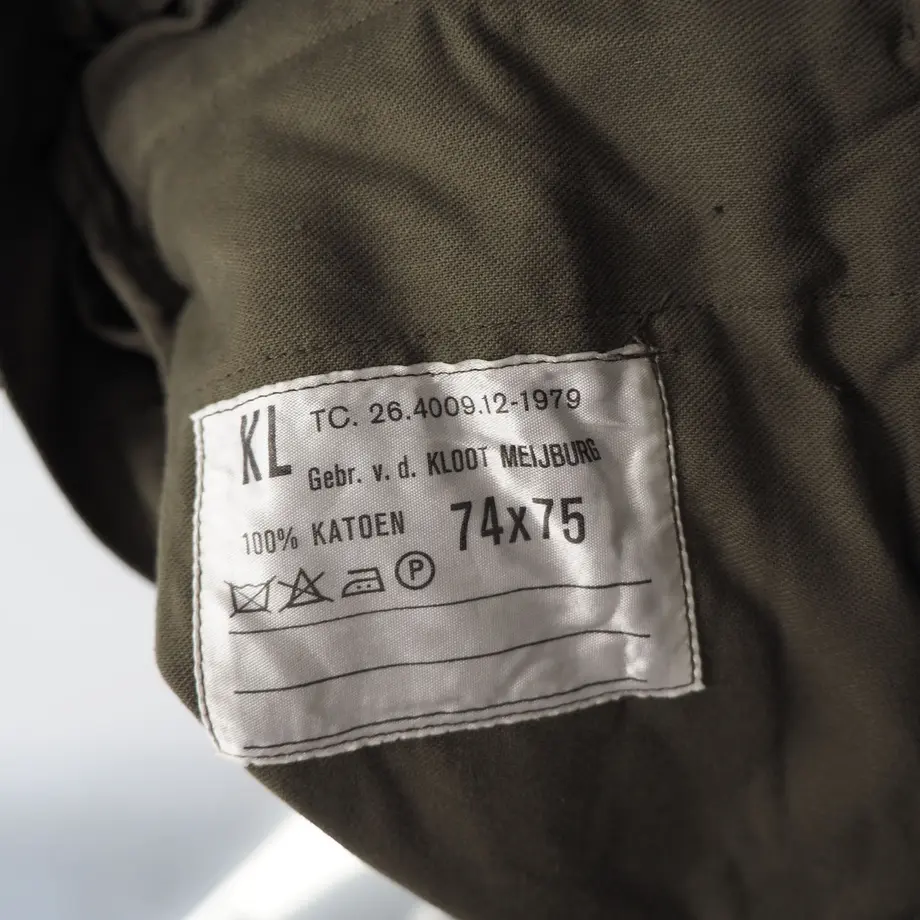 KL TC. 26.4009.12-1979
Gebr. v. d. KLOOT MEIJBURG
100% KATOEN 74x75
P